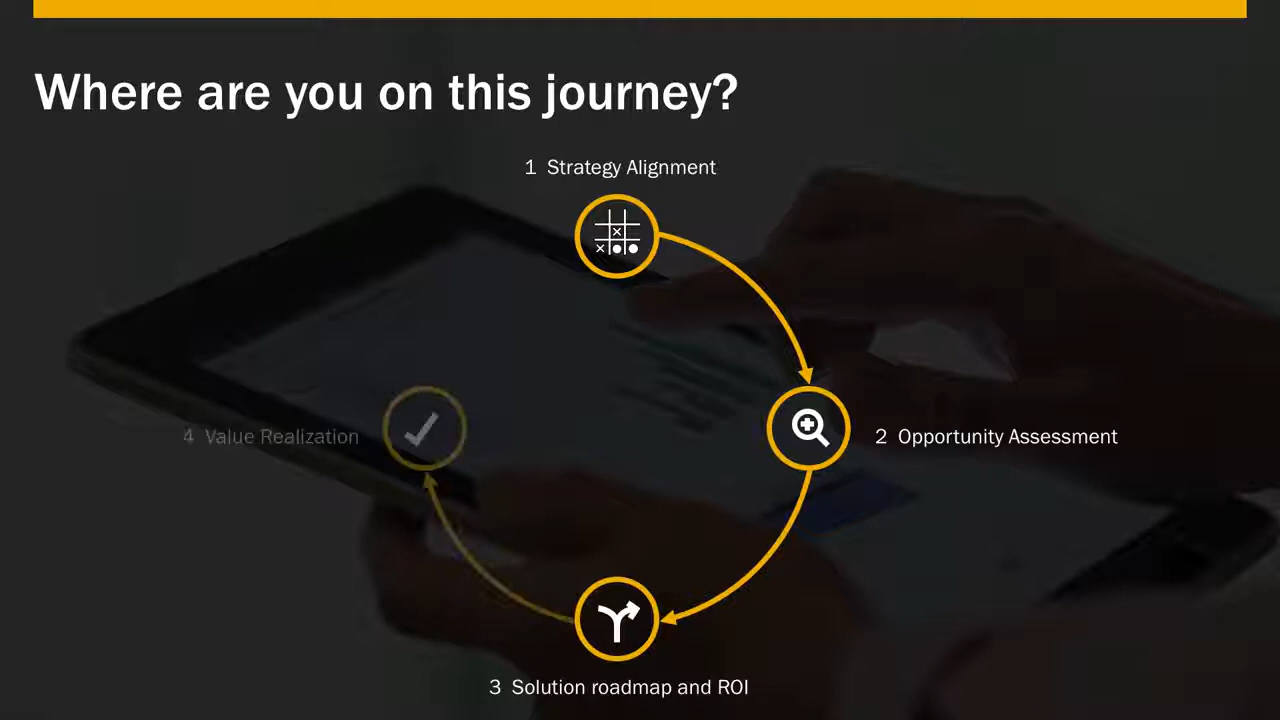 Where are you on this journey?
1 Strategy Alignment
4 Value Realization
2 Opportunity Assessment
3 Solution roadmap and ROI